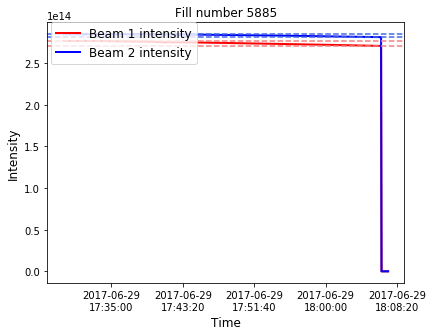 Fill number 5885
1e14
Beam 1 intensity
Beam 2 intensity
2.5
2.0
1.5
1.0
0.5
0.0
Intensity
2017-06-29 2017-06-29 2017-06-29 2017-06-29 2017-06-29
17:35:00 17:43:20 17:51:40 18:00:00 18:08:20
Time